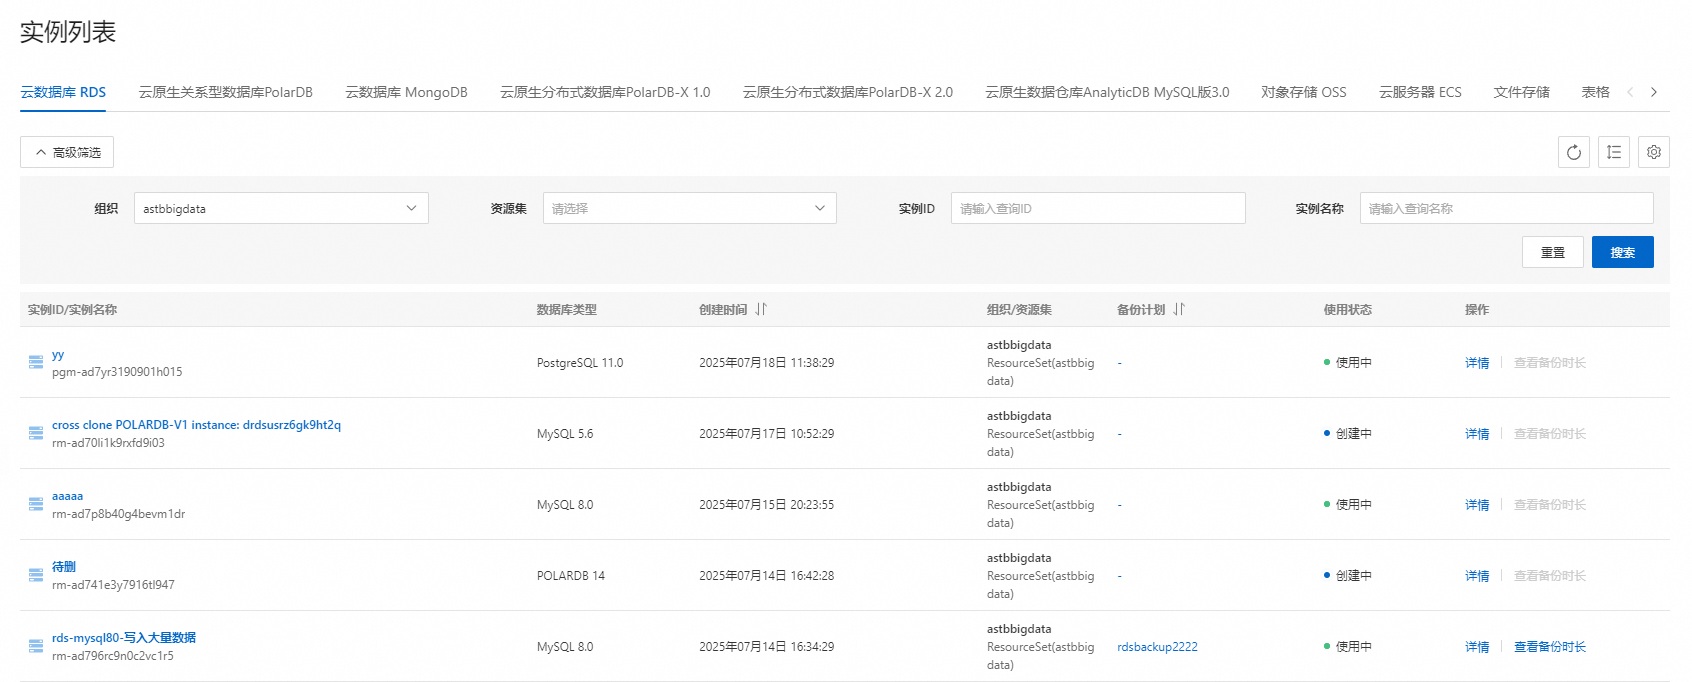 实例列表
云数据库 RDS 云原生关系型数据库PolarDB 云数据库 MongoDB 云原生分布式数据库PolarDB-X 1.0 云原生分布式数据库PolarDB-X 2.0 云原生数据仓库AnalyticDB MySQL版3.0 对象存储 OSS 云服务器 ECS 文件存储 表格
高级筛选
组织 astbbigdata 资源集 请选择 实例ID 请输入查询ID 实例名称 请输入查询名称
重置 搜索
实例ID/实例名称 数据库类型 创建时间 组织/资源集 备份计划 使用状态 操作
yy
pgm-ad7yr3190901h015
PostgreSQL 11.0
2025年07月18日 11:38:29
astbbigdata
ResourceSet(astbbig
data)
-
使用中
详情 查看备份时长
cross clone POLARDB-V1 instance: drdsusrz6gk9ht2q
rm-ad70li1k9rxfd9i03
MySQL 5.6
2025年07月17日 10:52:29
astbbigdata
ResourceSet(astbbig
data)
-
创建中
详情 查看备份时长
aaaaa
rm-ad7p8b40g4bevm1dr
MySQL 8.0
2025年07月15日 20:23:55
astbbigdata
ResourceSet(astbbig
data)
-
使用中
详情 查看备份时长
待删
rm-ad741e3y7916tl947
POLARDB 14
2025年07月14日 16:42:28
astbbigdata
ResourceSet(astbbig
data)
-
创建中
详情 查看备份时长
rds-mysql80-写入大量数据
rm-ad796rc9n0c2vc1r5
MySQL 8.0
2025年07月14日 16:34:29
astbbigdata
ResourceSet(astbbig
data)
rdsbackup2222
使用中
详情 查看备份时长